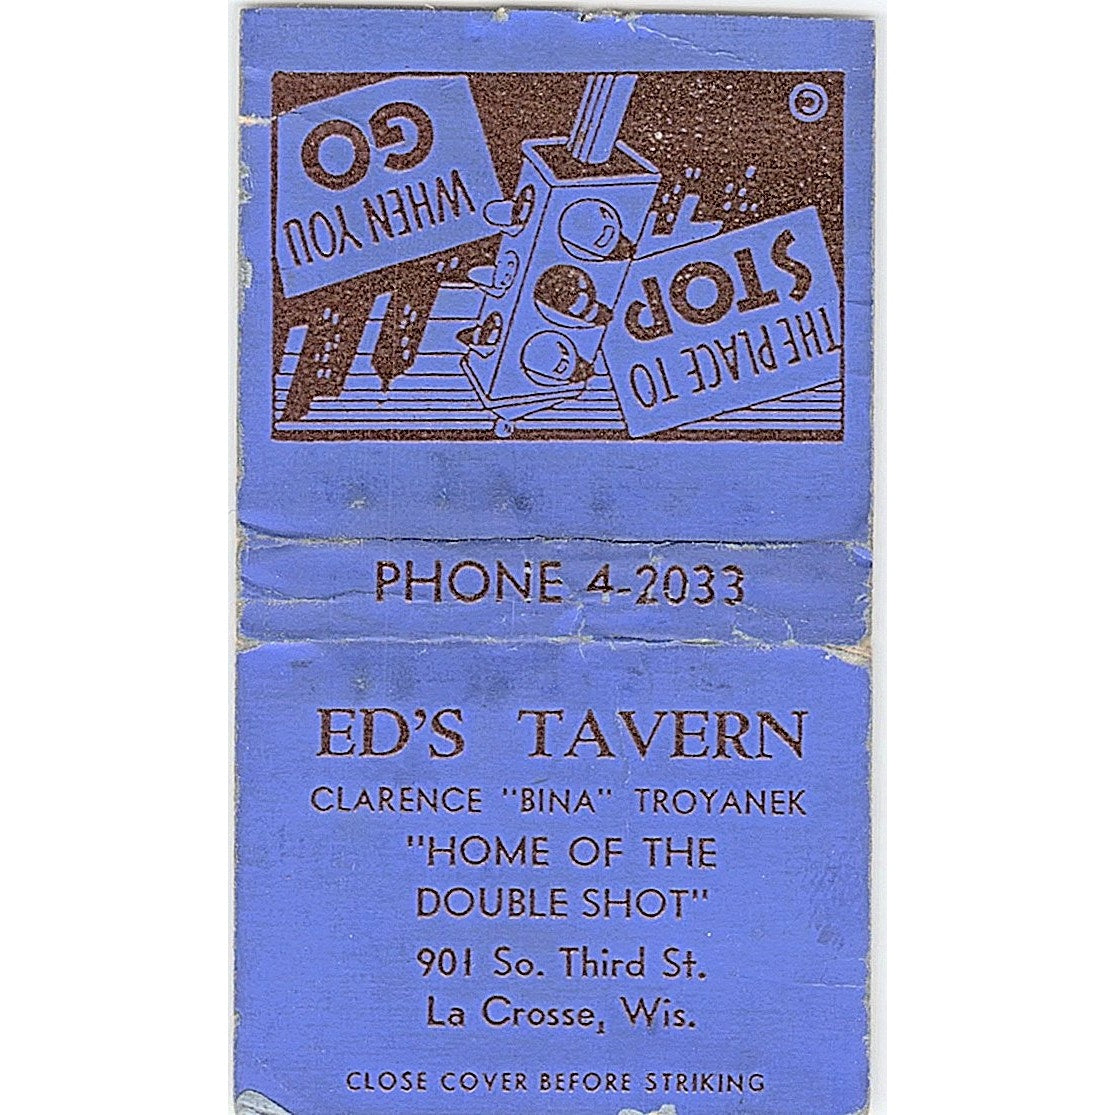 THE PLACE TO
STOP
WHEN YOU
GO
©
PHONE 4-2033
ED'S TAVERN
CLARENCE "BINA" TROYANEK
"HOME OF THE
DOUBLE SHOT"
901 So. Third St.
La Crosse, Wis.
CLOSE COVER BEFORE STRIKING